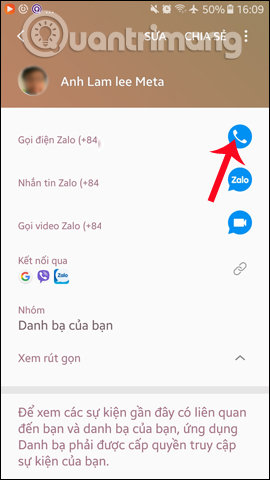 50% 16:09
Quantrimang
SỬA CHIA SẺ
Anh Lam lee Meta
Gọi điện Zalo (+84
Nhắn tin Zalo (+84
Zalo
Gọi video Zalo (+84
Kết nối qua
Zalo
Nhóm
Danh bạ của bạn
Xem rút gọn
Để xem các sự kiện gần đây có liên quan
đến bạn và danh bạ của bạn, ứng dụng
Danh bạ phải được cấp quyền truy cập
sự kiện của bạn.